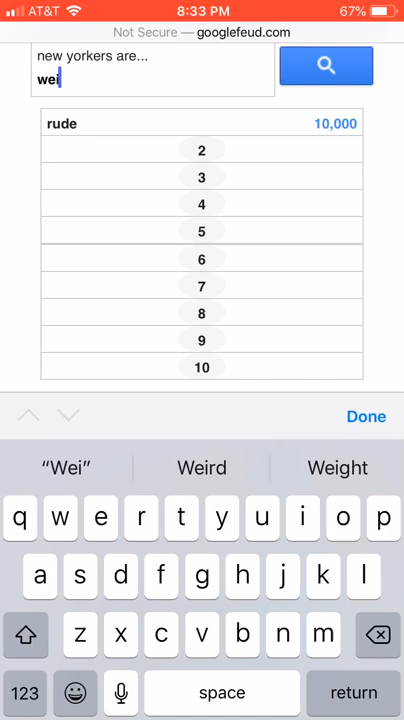 AT&T 8:33 PM 67%
Not Secure — googlefeud.com
new yorkers are...
wei
rude 10,000
2
3
4
5
6
7
8
9
10
Done
“Wei” Weird Weight
q w e r t y u i o p
a s d f g h j k l
z x c v b n m
123 space return